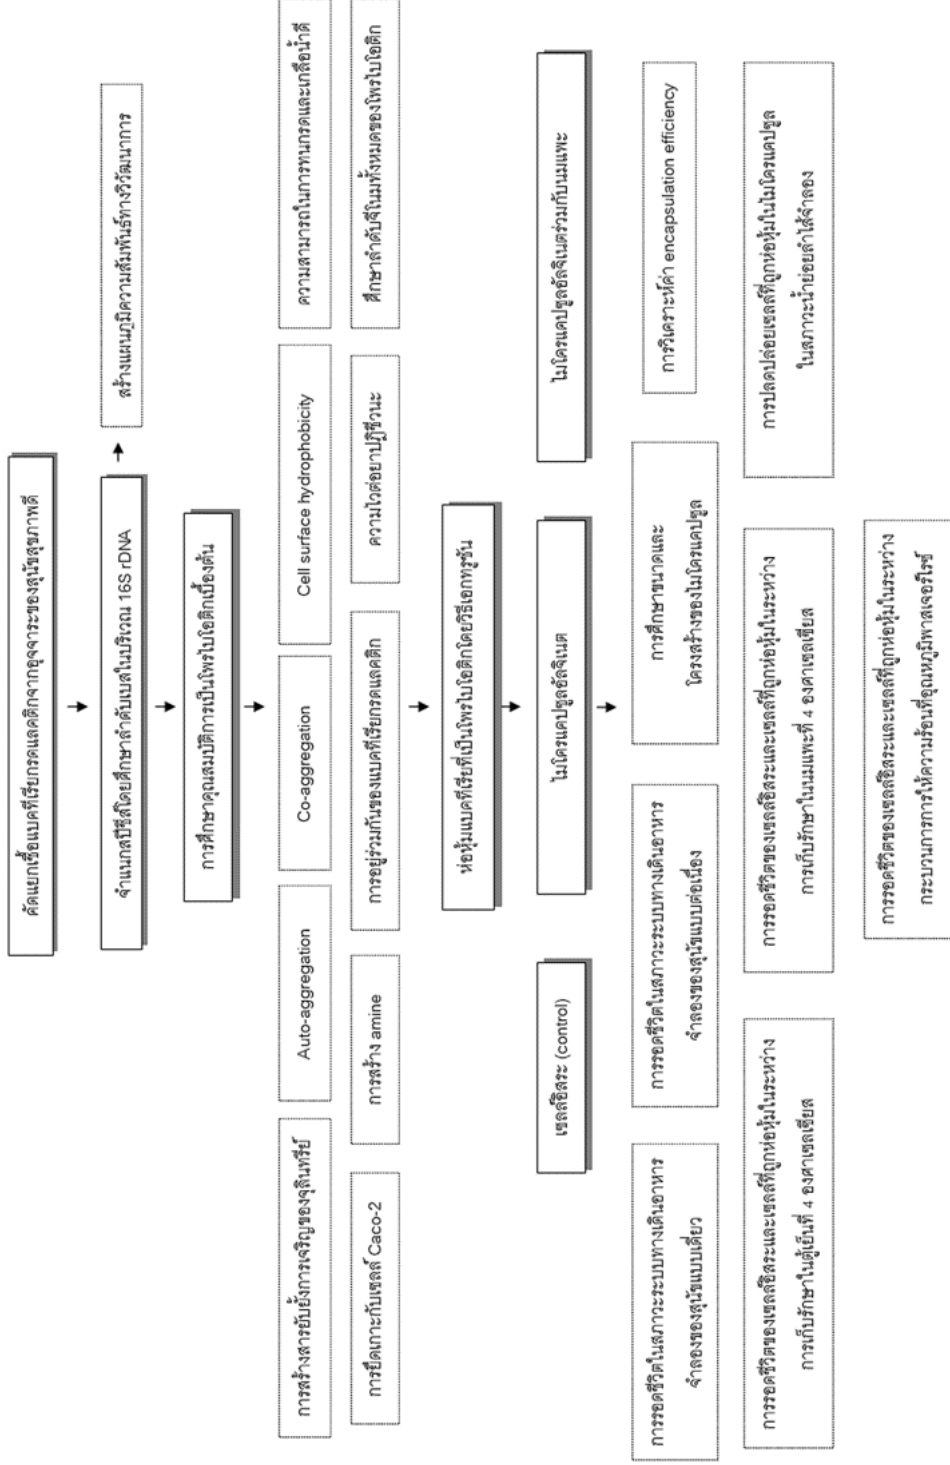 คัดแยกเชื้อแบคทีเรียกรดแลคติกจากอุจจาระของสุนัขสุขภาพดี
จำแนกสปีชีส์โดยศึกษาลำดับเบสในบริเวณ 16S rDNA
สร้างแผนภูมิความสัมพันธ์ทางวิวัฒนาการ
การศึกษาคุณสมบัติการเป็นโพรไบโอติกเบื้องต้น
การสร้างสารยับยั้งการเจริญของจุลินทรีย์
Auto-aggregation
Co-aggregation
Cell surface hydrophobicity
ความสามารถในการทนกรดและเกลือน้ำดี
การยึดเกาะกับเซลล์ Caco-2
การสร้าง amine
การอยู่ร่วมกันของแบคทีเรียกรดแลคติก
ความไวต่อยาปฏิชีวนะ
ศึกษาลำดับจีโนมทั้งหมดของโพรไบโอติก
ห่อหุ้มแบคทีเรียที่เป็นโพรไบโอติกโดยวิธีเอกทรูชัน
เซลล์อิสระ (control)
ไมโครแคปซูลอัลจิเนต
ไมโครแคปซูลอัลจิเนตร่วมกับนมแพะ
การรอดชีวิตในสภาวะระบบทางเดินอาหาร
จำลองของสุนัขแบบเดี่ยว
การรอดชีวิตในสภาวะระบบทางเดินอาหาร
จำลองของสุนัขแบบต่อเนื่อง
การศึกษาขนาดและ
โครงสร้างของไมโครแคปซูล
การวิเคราะห์ค่า encapsulation efficiency
การรอดชีวิตของเซลล์อิสระและเซลล์ที่ถูกห่อหุ้มในระหว่าง
การเก็บรักษาในตู้เย็นที่ 4 องศาเซลเซียส
การรอดชีวิตของเซลล์อิสระและเซลล์ที่ถูกห่อหุ้มในระหว่าง
การเก็บรักษาในนมแพะที่ 4 องศาเซลเซียส
การปลดปล่อยเซลล์ที่ถูกห่อหุ้มในไมโครแคปซูล
ในสภาวะน้ำย่อยลำไส้จำลอง
การรอดชีวิตของเซลล์อิสระและเซลล์ที่ถูกห่อหุ้มในระหว่าง
กระบวนการการให้ความร้อนที่อุณหภูมิพาสเจอร์ไรซ์